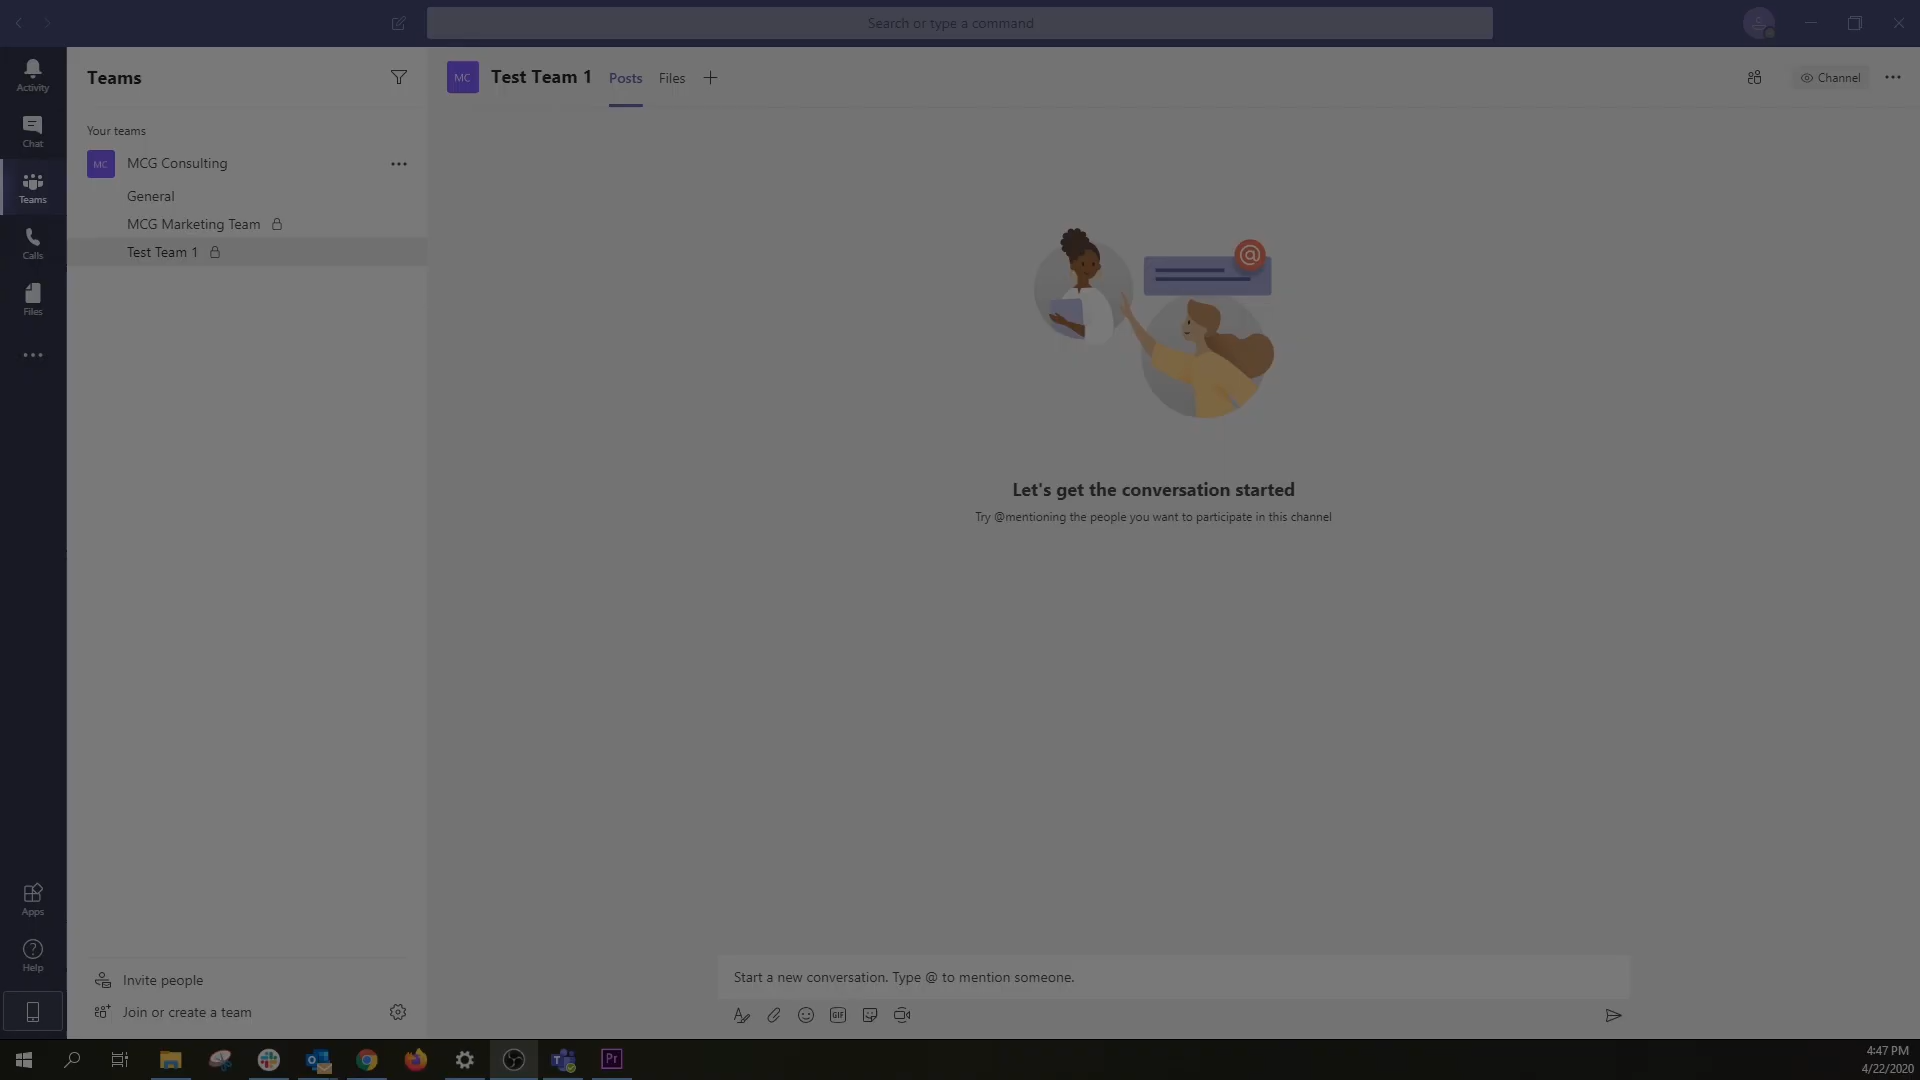 Search or type a command
Activity
Chat
Teams
Calls
Files
Apps
Help
Teams
Your teams
MC
MCG Consulting
General
MCG Marketing Team
Test Team 1
Invite people
Join or create a team
MC
Test Team 1
Posts
Files
Channel
@
Let's get the conversation started
Try @mentioning the people you want to participate in this channel
Start a new conversation. Type @ to mention someone.
GIF
Pr
4:47 PM
4/22/2020